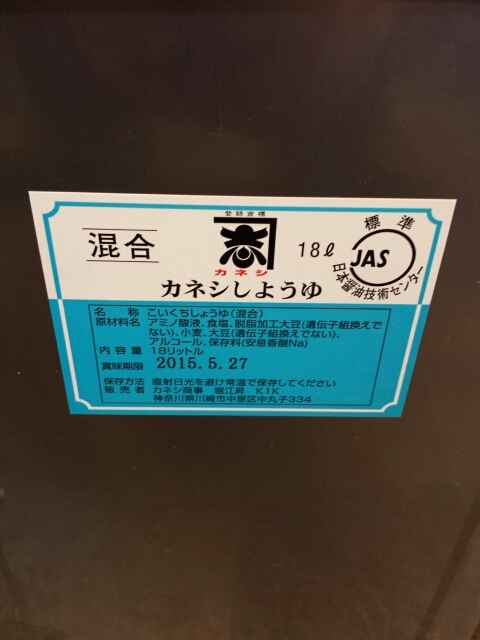 登録商標
混合
カネシ
18ℓ
標準
JAS
日本醤油技術センター
カネシしようゆ
名 称 こいくちしょうゆ(混合)
原材料名 アミノ酸液、食塩、脱脂加工大豆(遺伝子組換えで
ない)、小麦、大豆(遺伝子組換えでない)、
アルコール、保存料(安息香酸Na)
内 容 量 18リットル
賞味期限 2015.5.27
保存方法 直射日光を避け常温で保存してください
販 売 者 カネシ商事 堀江昇 K1K
神奈川県川崎市中原区中丸子334